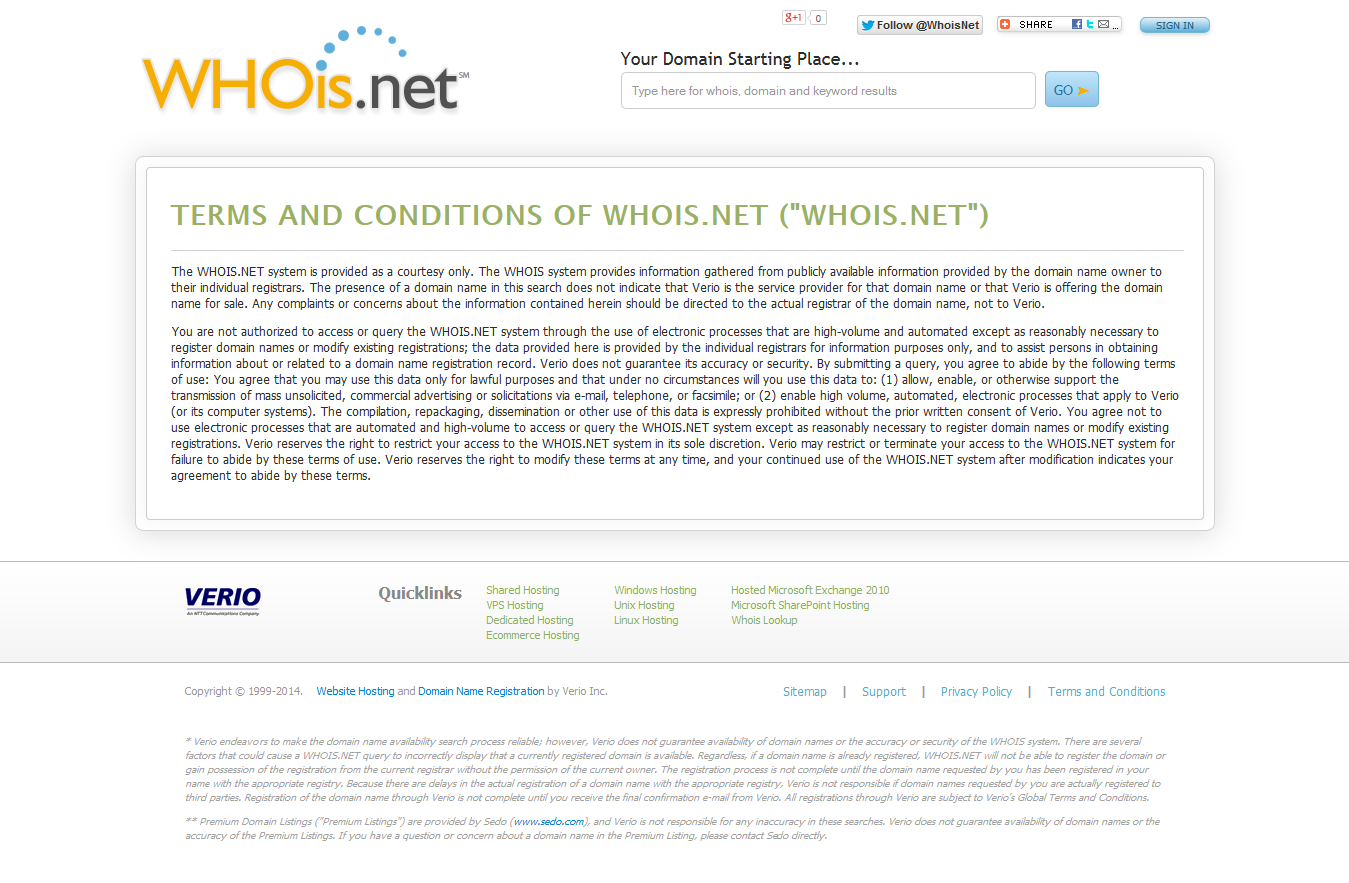 g+1 0
Follow @WhoisNet
SHARE ...
SIGN IN
WHOis.net SM
Your Domain Starting Place...
Type here for whois, domain and keyword results
GO
TERMS AND CONDITIONS OF WHOIS.NET ("WHOIS.NET")
The WHOIS.NET system is provided as a courtesy only. The WHOIS system provides information gathered from publicly available information provided by the domain name owner to
their individual registrars. The presence of a domain name in this search does not indicate that Verio is the service provider for that domain name or that Verio is offering the domain
name for sale. Any complaints or concerns about the information contained herein should be directed to the actual registrar of the domain name, not to Verio.
You are not authorized to access or query the WHOIS.NET system through the use of electronic processes that are high-volume and automated except as reasonably necessary to
register domain names or modify existing registrations; the data provided here is provided by the individual registrars for information purposes only, and to assist persons in obtaining
information about or related to a domain name registration record. Verio does not guarantee its accuracy or security. By submitting a query, you agree to abide by the following terms
of use: You agree that you may use this data only for lawful purposes and that under no circumstances will you use this data to: (1) allow, enable, or otherwise support the
transmission of mass unsolicited, commercial advertising or solicitations via e-mail, telephone, or facsimile; or (2) enable high volume, automated, electronic processes that apply to Verio
(or its computer systems). The compilation, repackaging, dissemination or other use of this data is expressly prohibited without the prior written consent of Verio. You agree not to
use electronic processes that are automated and high-volume to access or query the WHOIS.NET system except as reasonably necessary to register domain names or modify existing
registrations. Verio reserves the right to restrict your access to the WHOIS.NET system in its sole discretion. Verio may restrict or terminate your access to the WHOIS.NET system for
failure to abide by these terms of use. Verio reserves the right to modify these terms at any time, and your continued use of the WHOIS.NET system after modification indicates your
agreement to abide by these terms.
VERIO
An NTT Communications Company
Quicklinks
Shared Hosting
VPS Hosting
Dedicated Hosting
Ecommerce Hosting
Windows Hosting
Unix Hosting
Linux Hosting
Hosted Microsoft Exchange 2010
Microsoft SharePoint Hosting
Whois Lookup
Copyright © 1999-2014. Website Hosting and Domain Name Registration by Verio Inc.
Sitemap | Support | Privacy Policy | Terms and Conditions
* Verio endeavors to make the domain name availability search process reliable; however, Verio does not guarantee availability of domain names or the accuracy or security of the WHOIS system. There are several
factors that could cause a WHOIS.NET query to incorrectly display that a currently registered domain is available. Regardless, if a domain name is already registered, WHOIS.NET will not be able to register the domain or
gain possession of the registration from the current registrar without the permission of the current owner. The registration process is not complete until the domain name requested by you has been registered in your
name with the appropriate registry. Because there are delays in the actual registration of a domain name with the appropriate registry, Verio is not responsible if domain names requested by you are actually registered to
third parties. Registration of the domain name through Verio is not complete until you receive the final confirmation e-mail from Verio. All registrations through Verio are subject to Verio's Global Terms and Conditions.
** Premium Domain Listings ("Premium Listings") are provided by Sedo (www.sedo.com), and Verio is not responsible for any inaccuracy in these searches. Verio does not guarantee availability of domain names or the
accuracy of the Premium Listings. If you have a question or concern about a domain name in the Premium Listing, please contact Sedo directly.